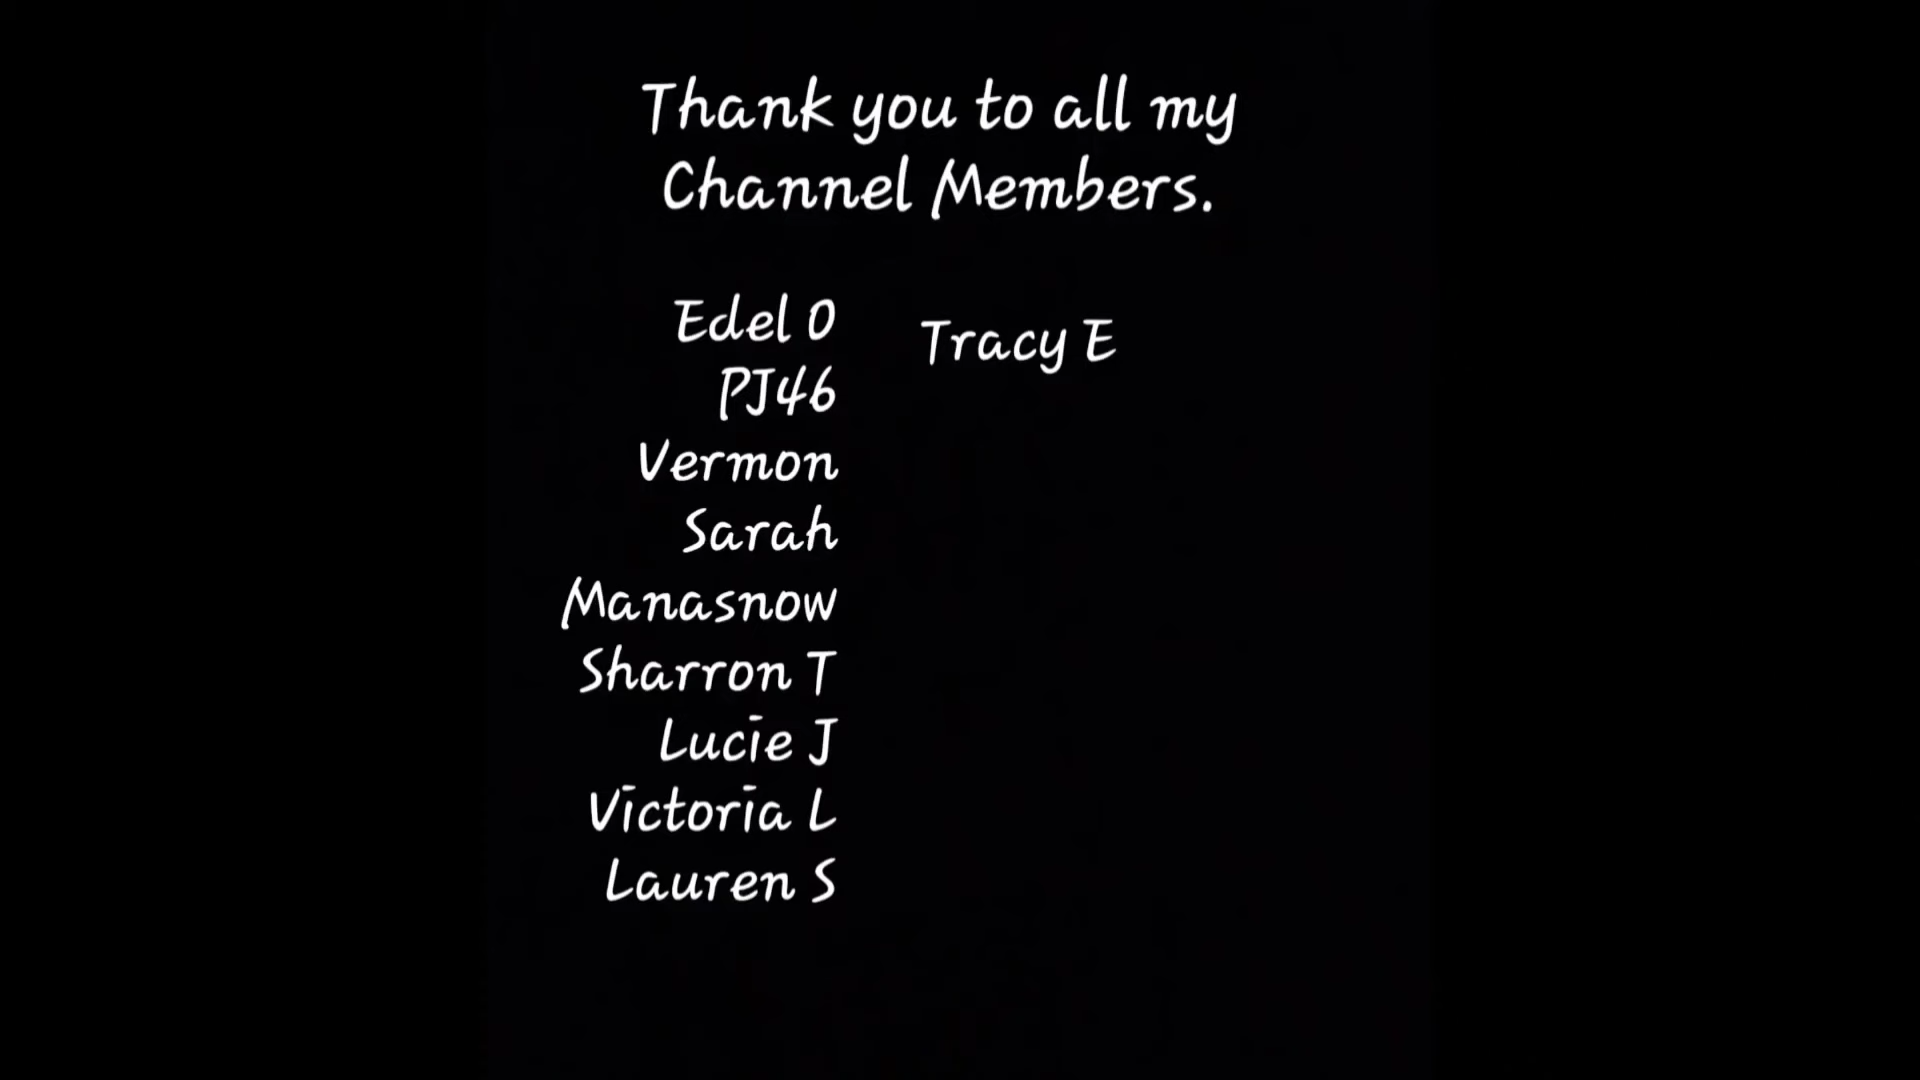 Thank you to all my
Channel Members.
Edel O
PJ46
Vermon
Sarah
Manasnow
Sharron T
Lucie J
Victoria L
Lauren S
Tracy E